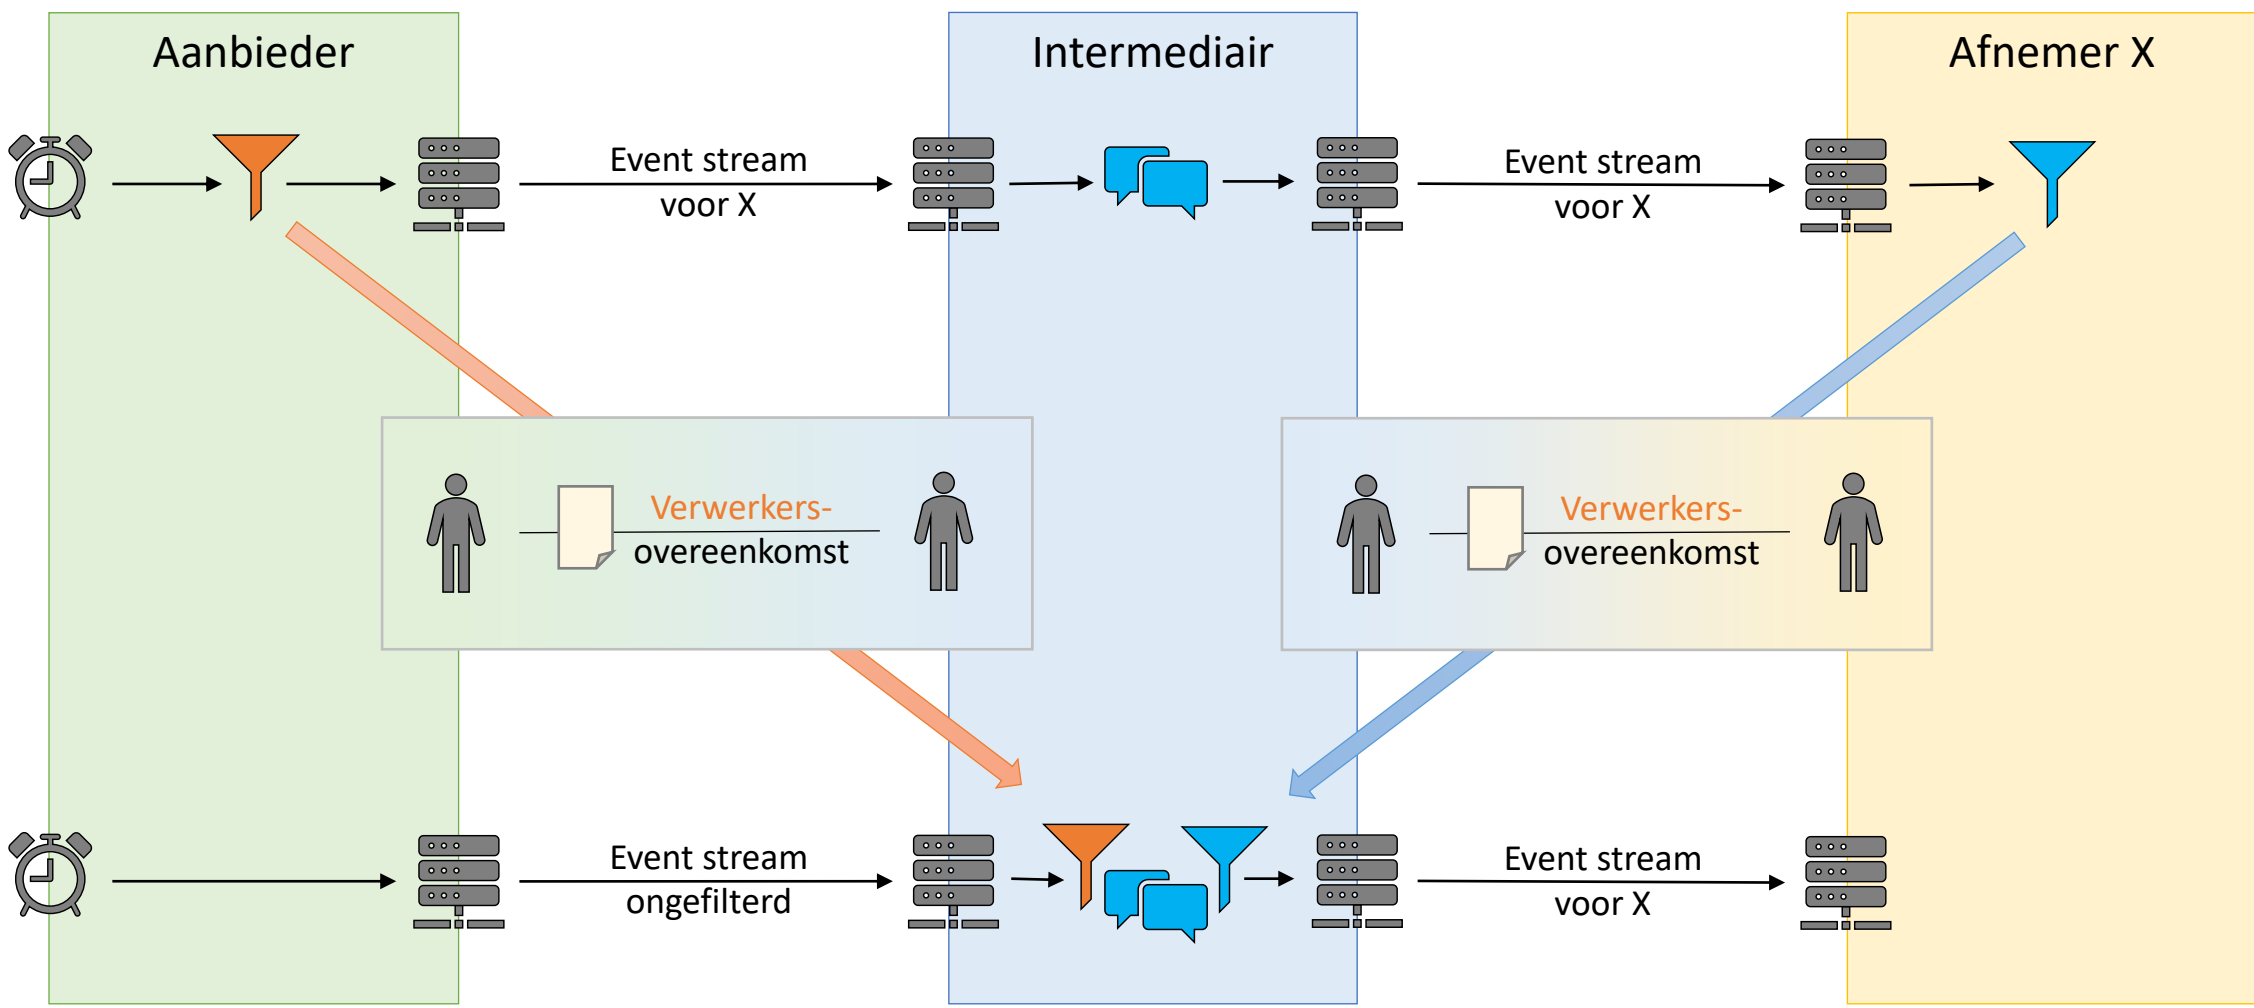 Aanbieder
Intermediair
Afnemer X
Event stream
voor X
Event stream
voor X
Verwerkers-
overeenkomst
Verwerkers-
overeenkomst
Event stream
ongefilterd
Event stream
voor X